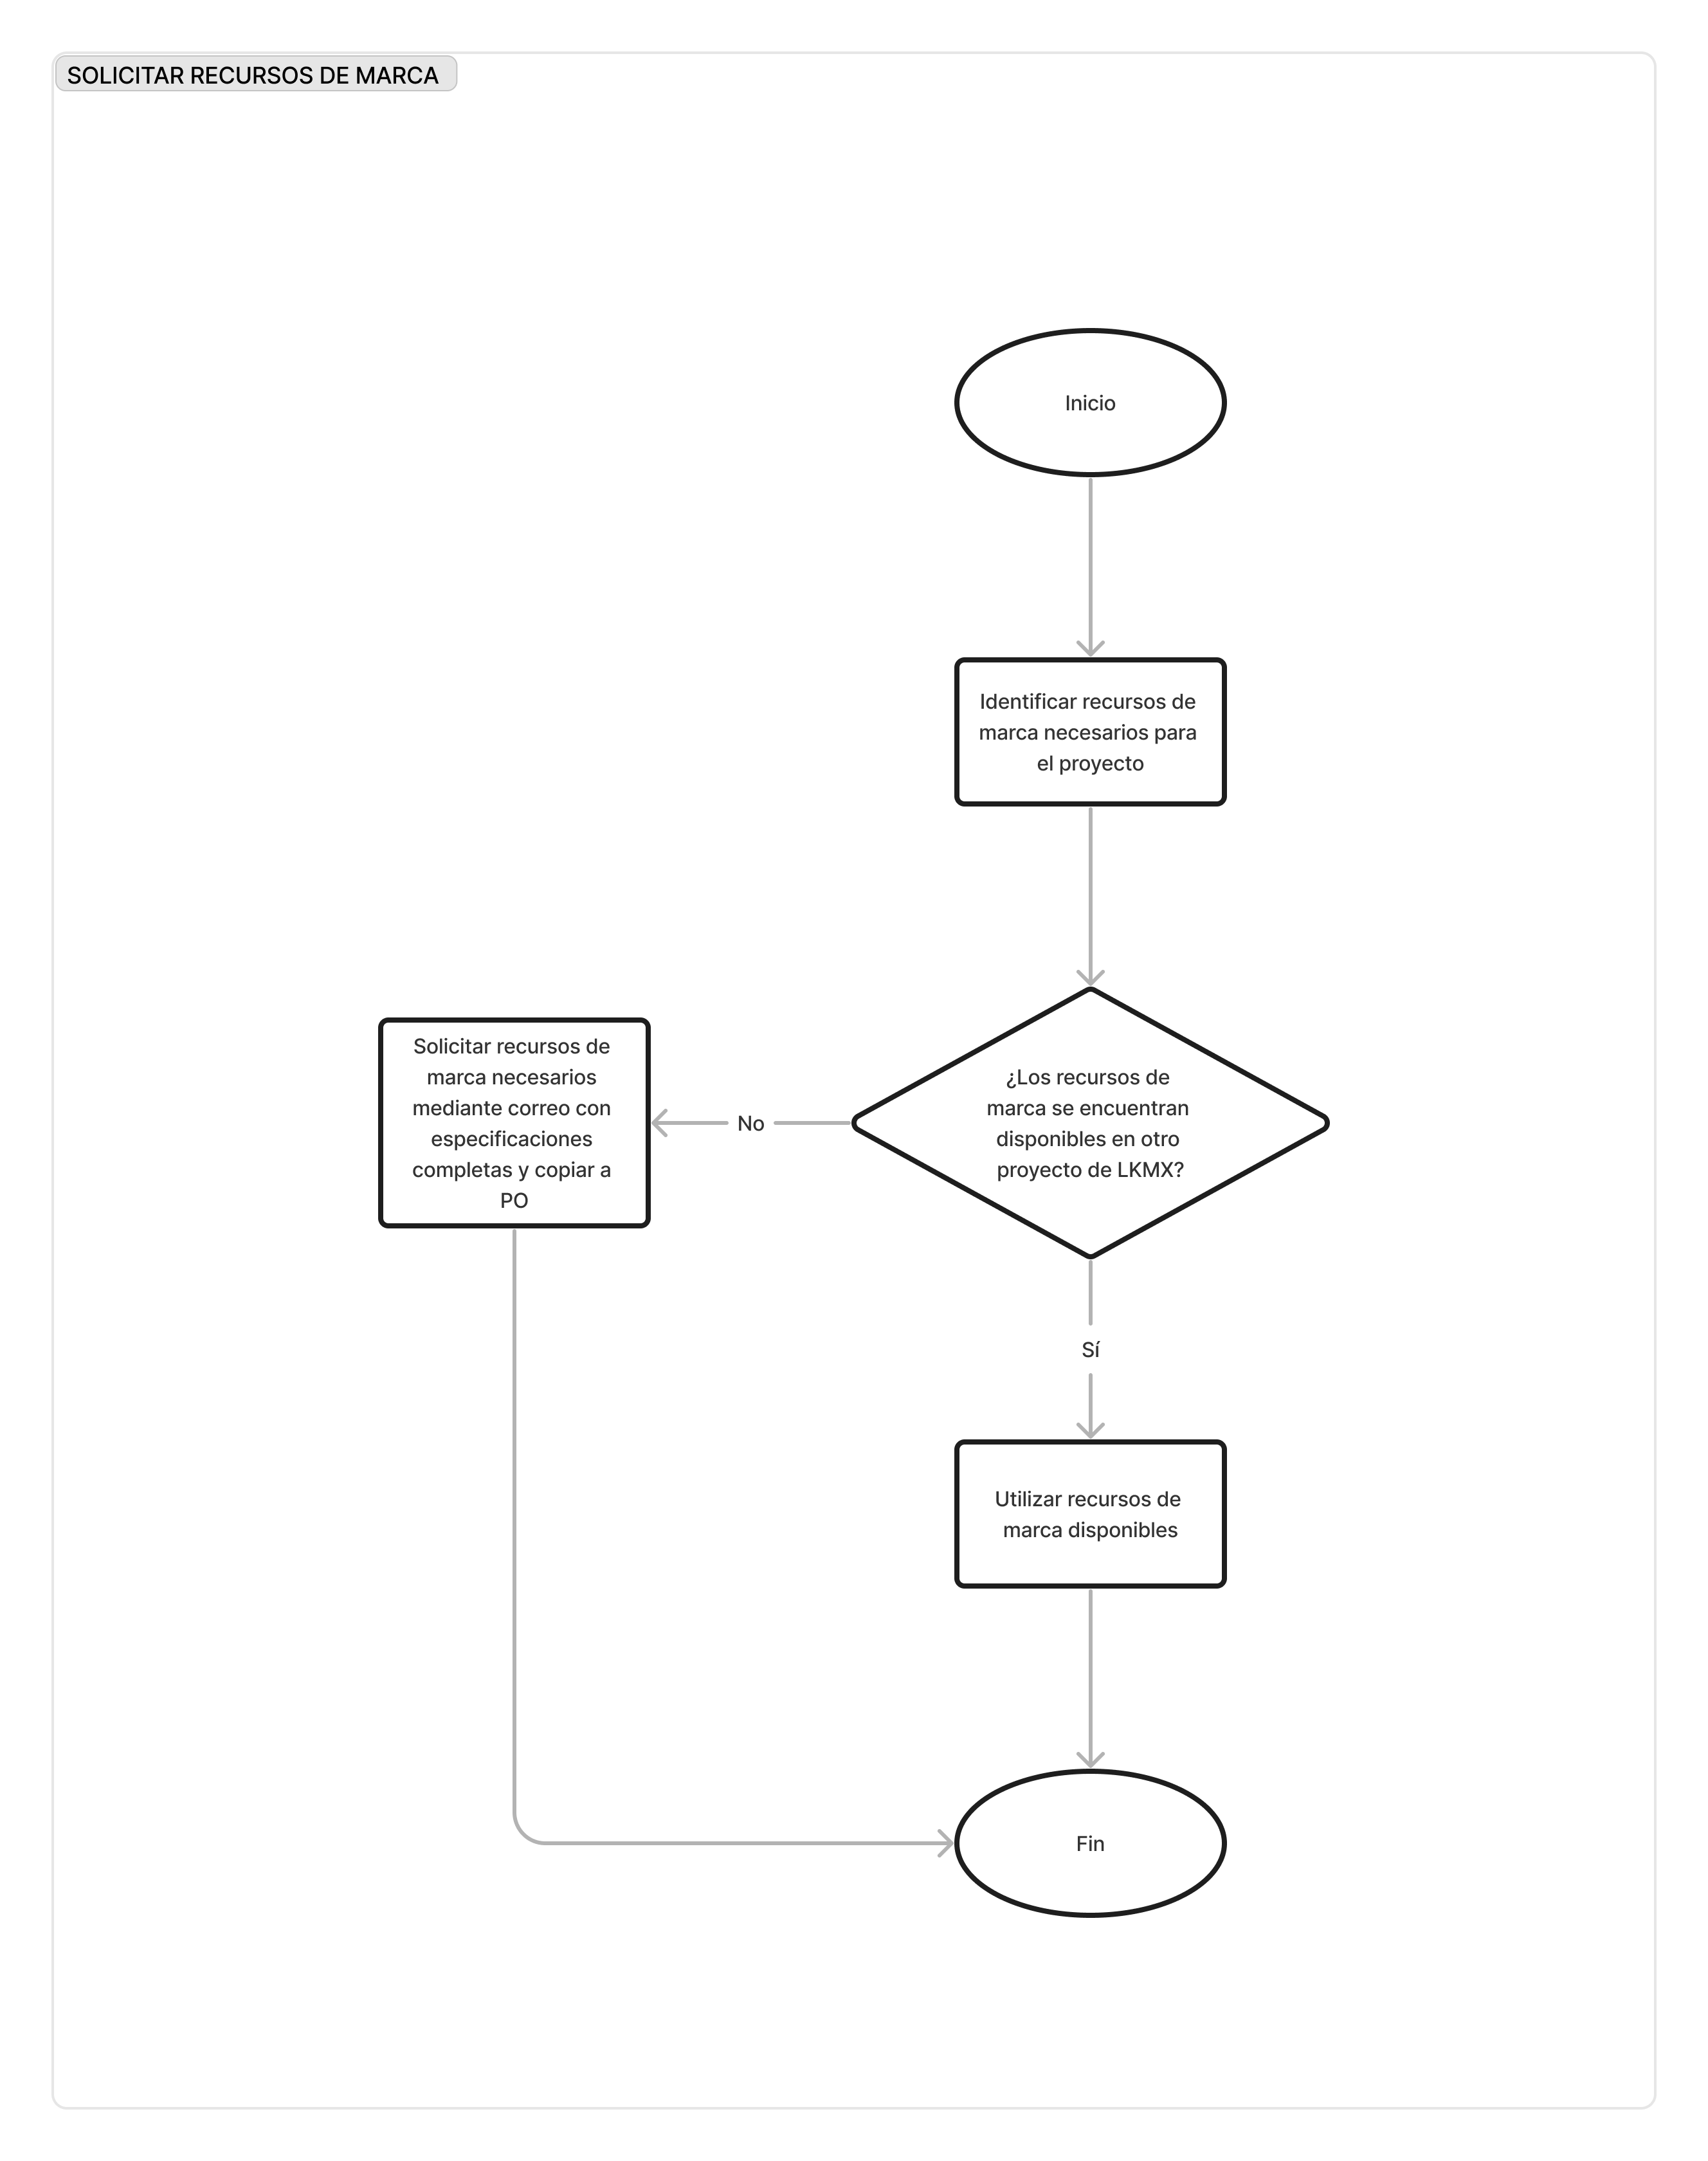 SOLICITAR RECURSOS DE MARCA
Inicio
Identificar recursos de
marca necesarios para
el proyecto
¿Los recursos de
marca se encuentran
disponibles en otro
proyecto de LKMX?
No
Solicitar recursos de
marca necesarios
mediante correo con
especificaciones
completas y copiar a
PO
Sí
Utilizar recursos de
marca disponibles
Fin